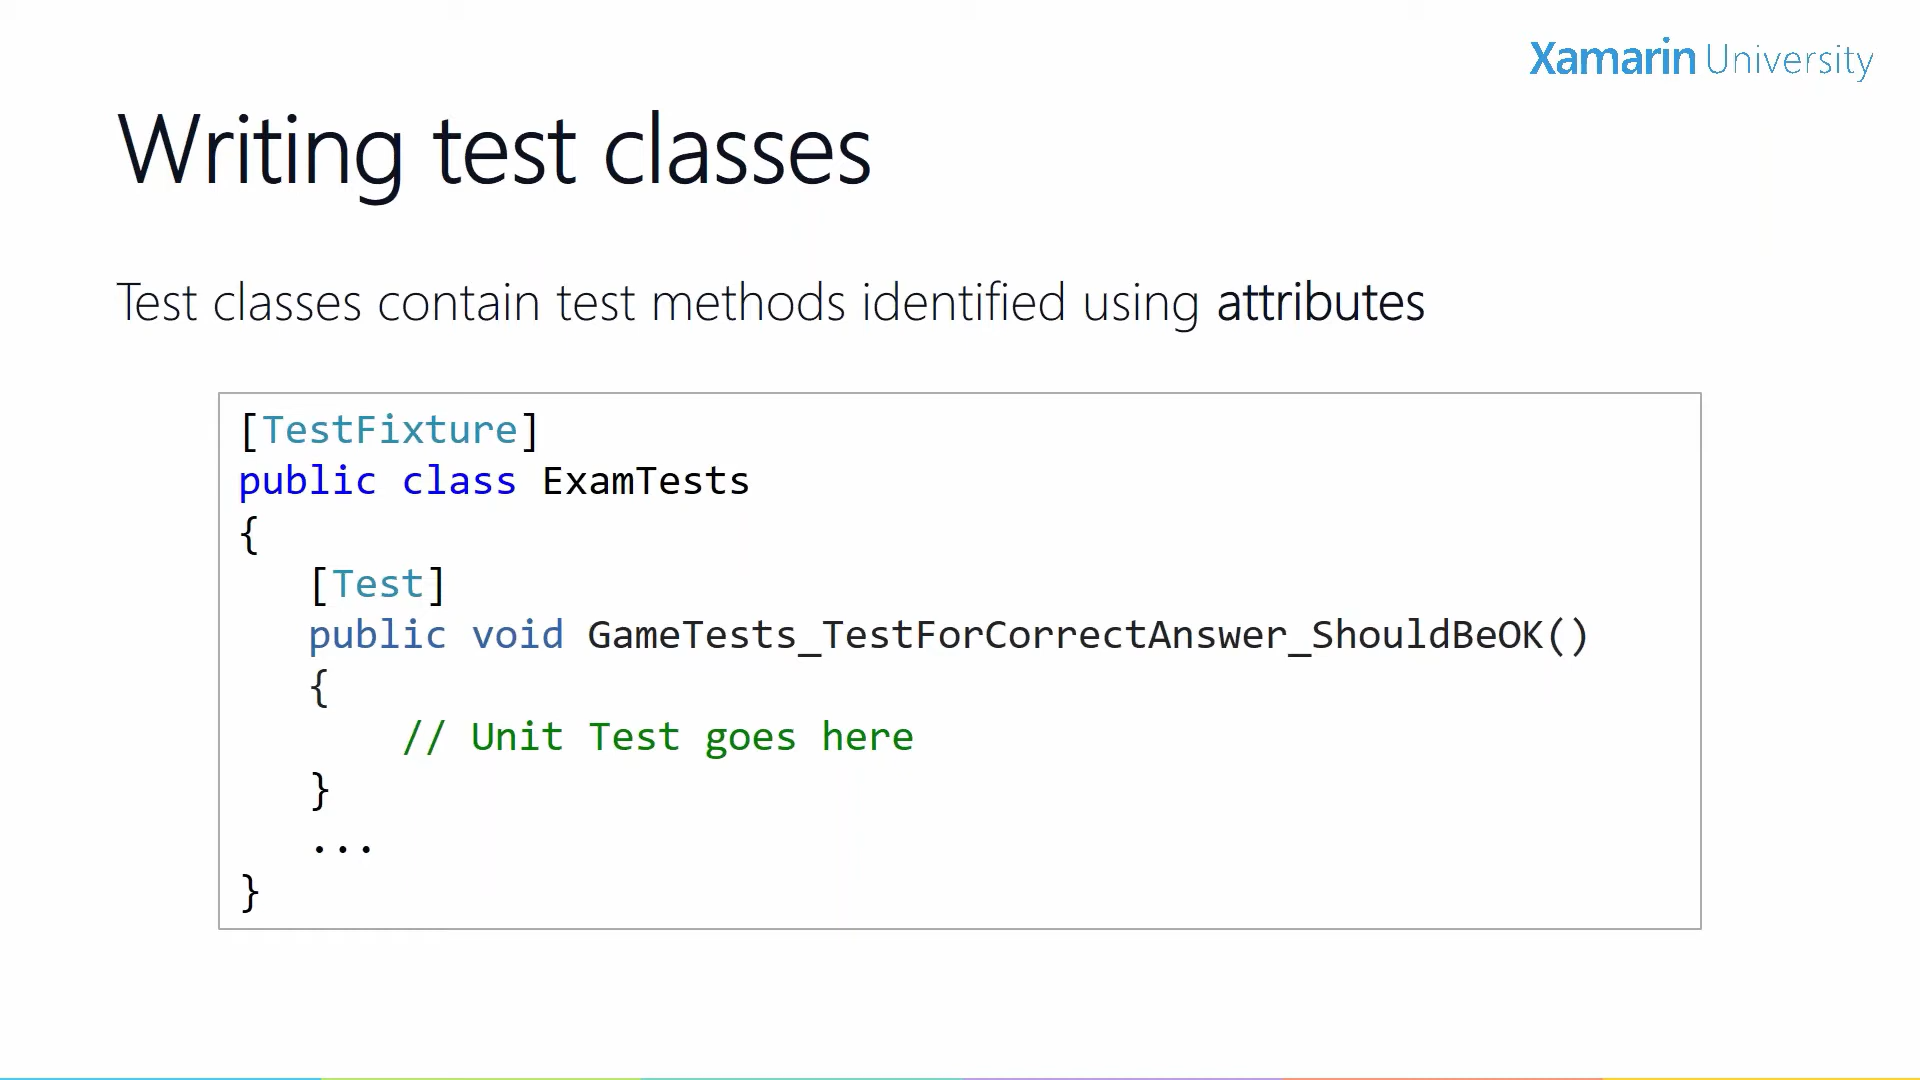 Xamarin University
Writing test classes
Test classes contain test methods identified using attributes
[TestFixture]
public class ExamTests
{
[Test]
public void GameTests_TestForCorrectAnswer_ShouldBeOK()
{
// Unit Test goes here
}
...
}